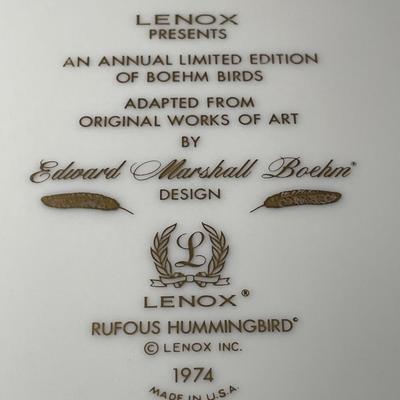 LENOX
PRESENTS
AN ANNUAL LIMITED EDITION
OF BOEHM BIRDS
ADAPTED FROM
ORIGINAL WORKS OF ART
BY
Edward Marshall Boehm®
DESIGN
L
LENOX®
RUFOUS HUMMINGBIRD©
© LENOX INC.
1974
MADE IN U.S.A.